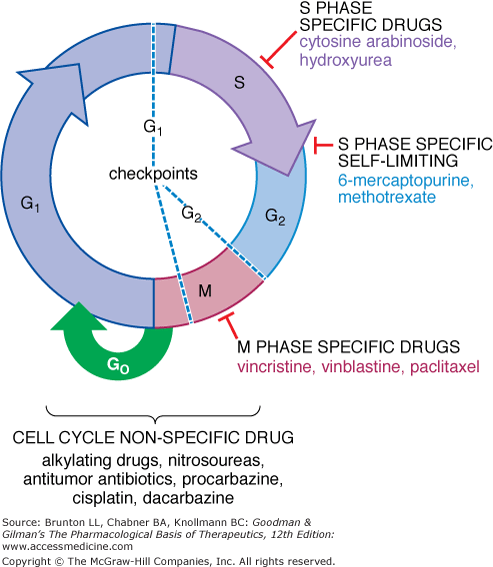 S PHASE
SPECIFIC DRUGS
cytosine arabinoside,
hydroxyurea
S
G1
checkpoints
S PHASE SPECIFIC
SELF-LIMITING
6-mercaptopurine,
methotrexate
G1
G2
G2
M
M PHASE SPECIFIC DRUGS
vincristine, vinblastine, paclitaxel
GO
CELL CYCLE NON-SPECIFIC DRUG
alkylating drugs, nitrosoureas,
antitumor antibiotics, procarbazine,
cisplatin, dacarbazine
Source: Brunton LL, Chabner BA, Knollmann BC: Goodman &
Gilman's The Pharmacological Basis of Therapeutics, 12th Edition:
www.accessmedicine.com
Copyright © The McGraw-Hill Companies, Inc. All rights reserved.